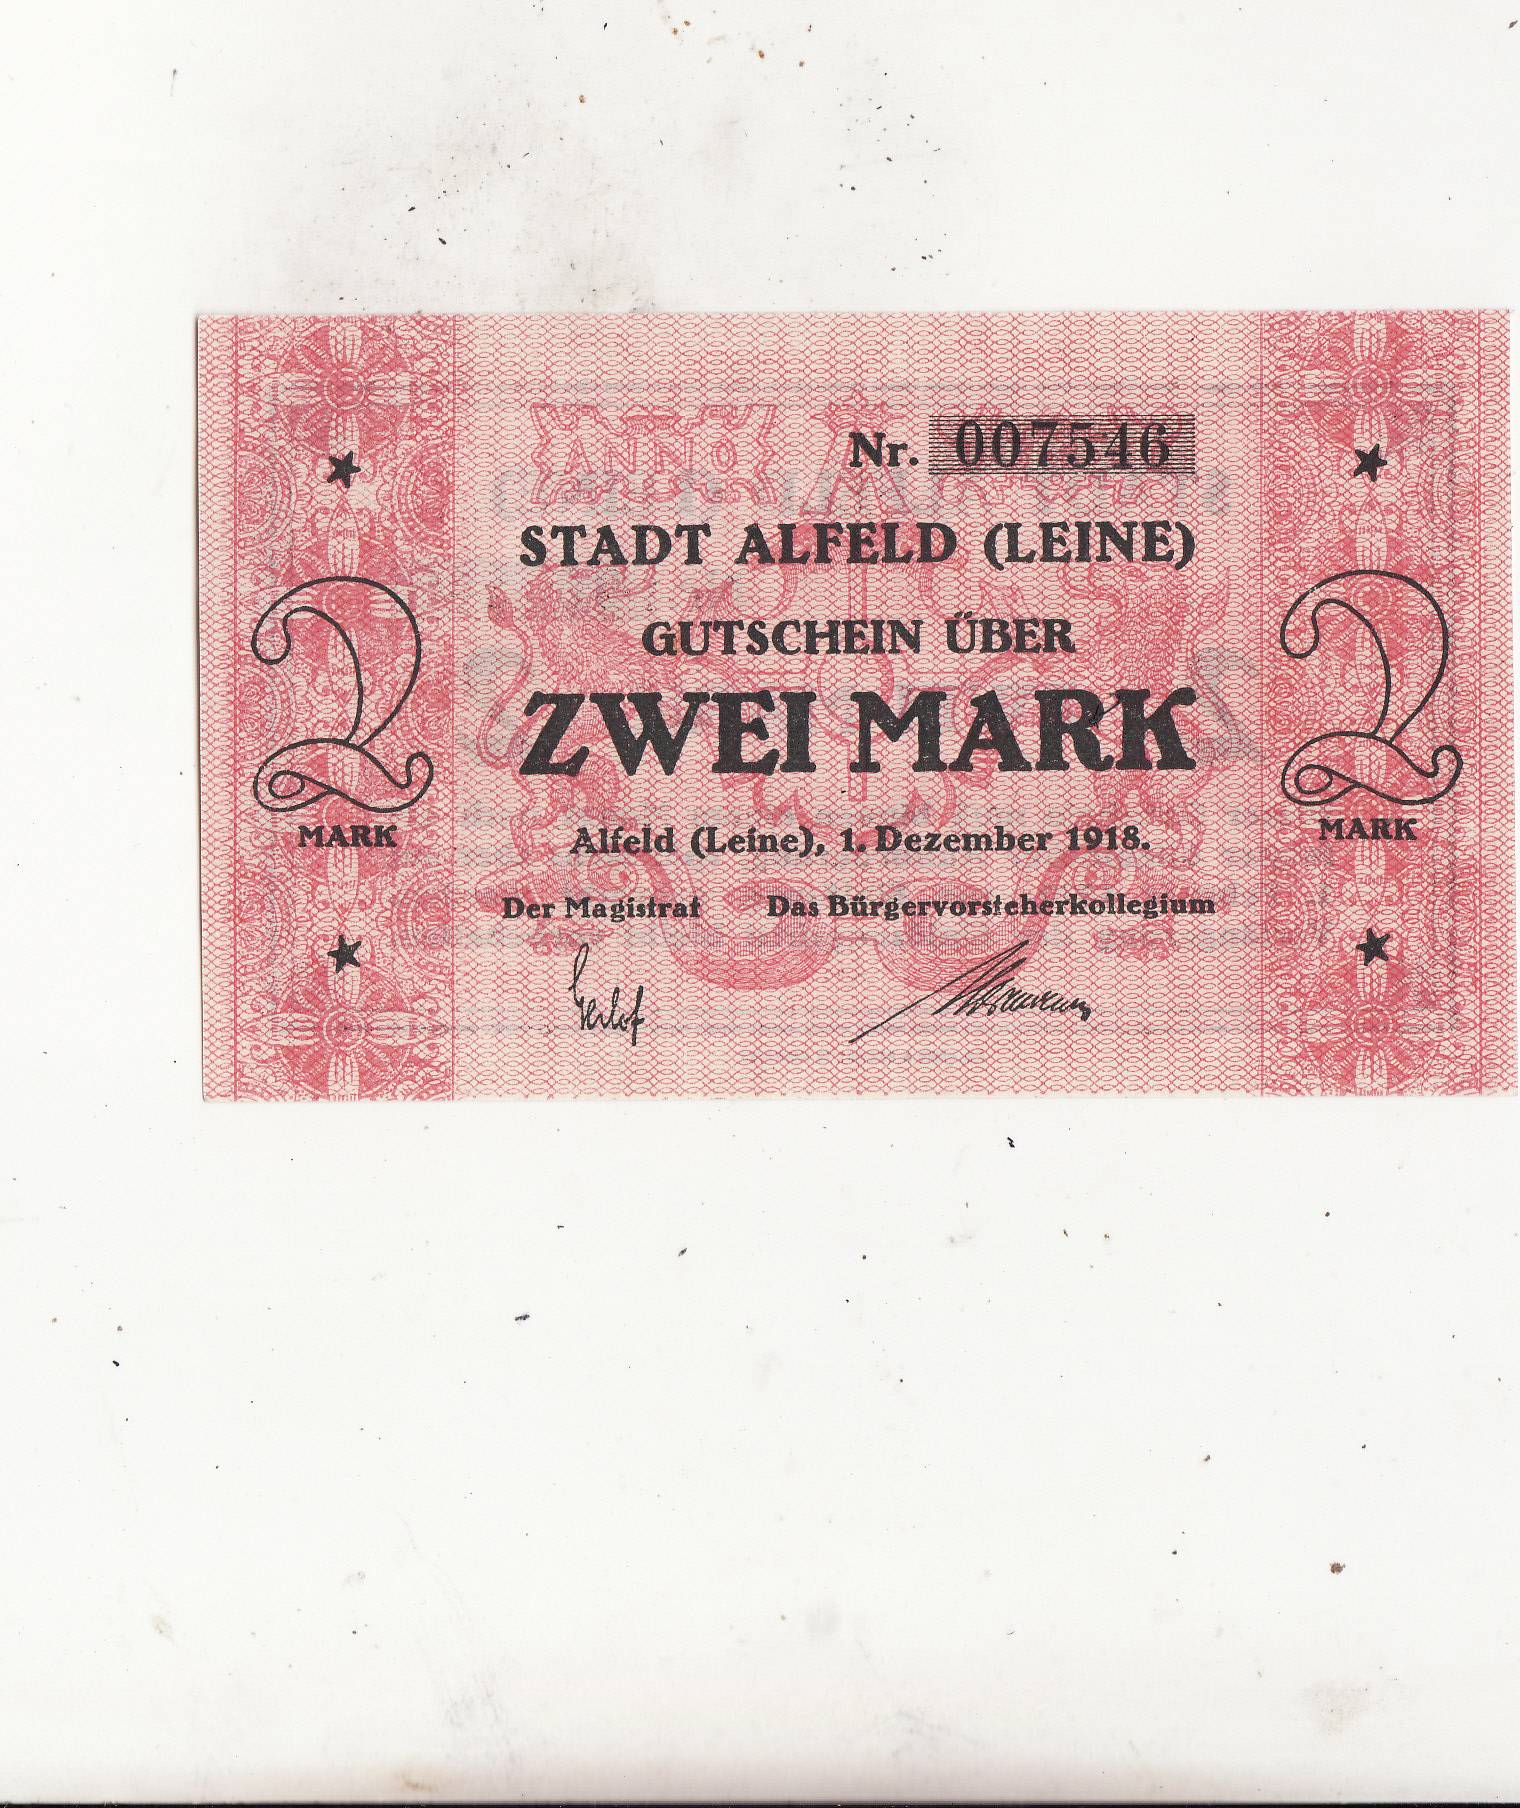 ANNO
Nr. 007546
STADT ALFELD (LEINE)
GUTSCHEIN ÜBER
ZWEI MARK
2
MARK
2
MARK
Alfeld (Leine), 1. Dezember 1918.
Der Magistrat Das Bürgervorsteherkollegium